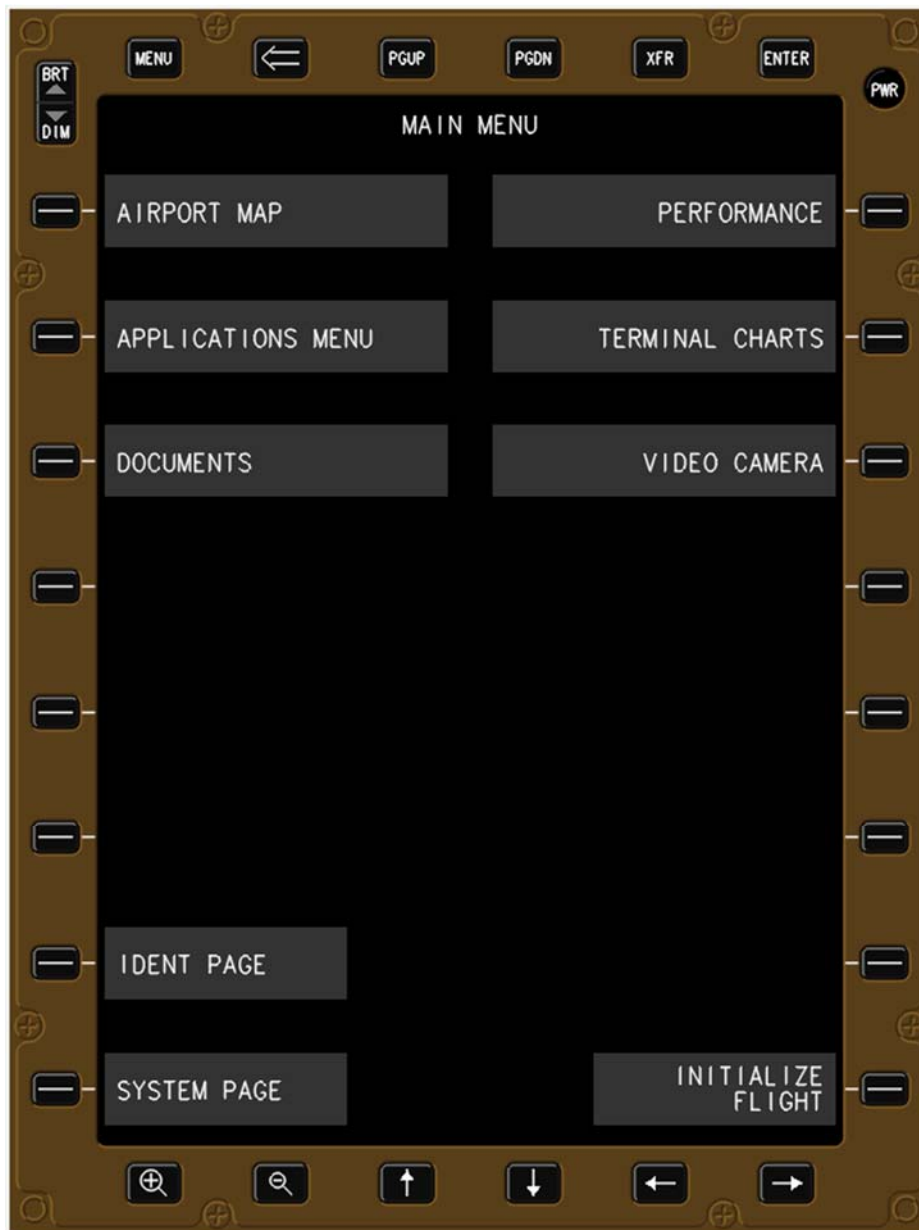 MENU
PGUP
PGDN
XFR
ENTER
BRT
DIM
PWR
MAIN MENU
AIRPORT MAP
PERFORMANCE
APPLICATIONS MENU
TERMINAL CHARTS
DOCUMENTS
VIDEO CAMERA
IDENT PAGE
SYSTEM PAGE
INITIALIZE
FLIGHT